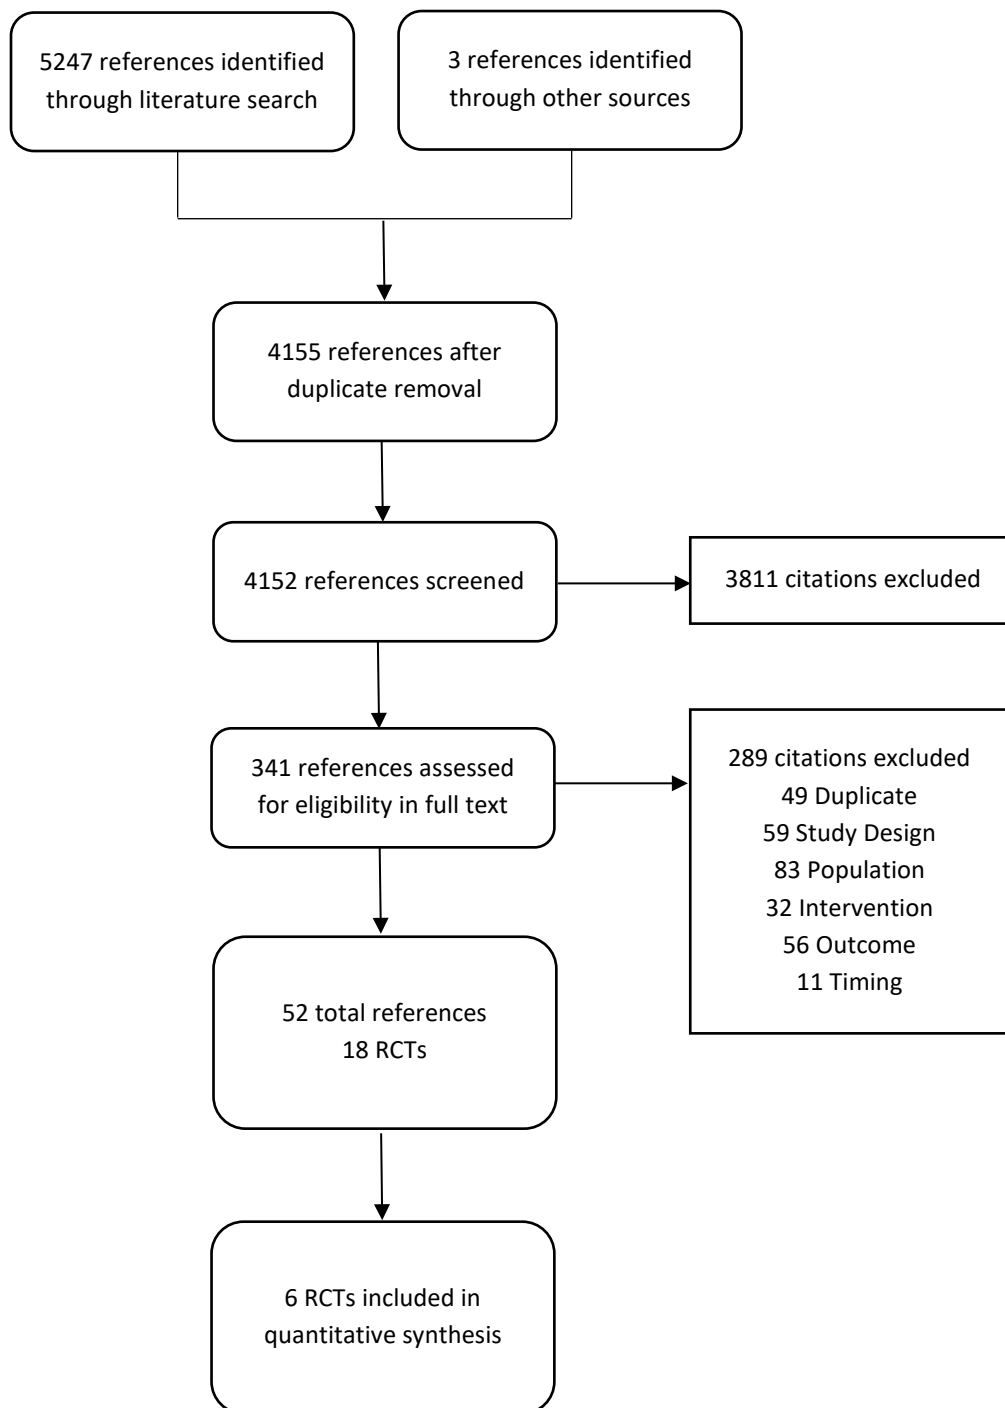 5247 references identified
through literature search
3 references identified
through other sources
4155 references after
duplicate removal
4152 references screened
3811 citations excluded
341 references assessed
for eligibility in full text
289 citations excluded
49 Duplicate
59 Study Design
83 Population
32 Intervention
56 Outcome
11 Timing
52 total references
18 RCTs
6 RCTs included in
quantitative synthesis